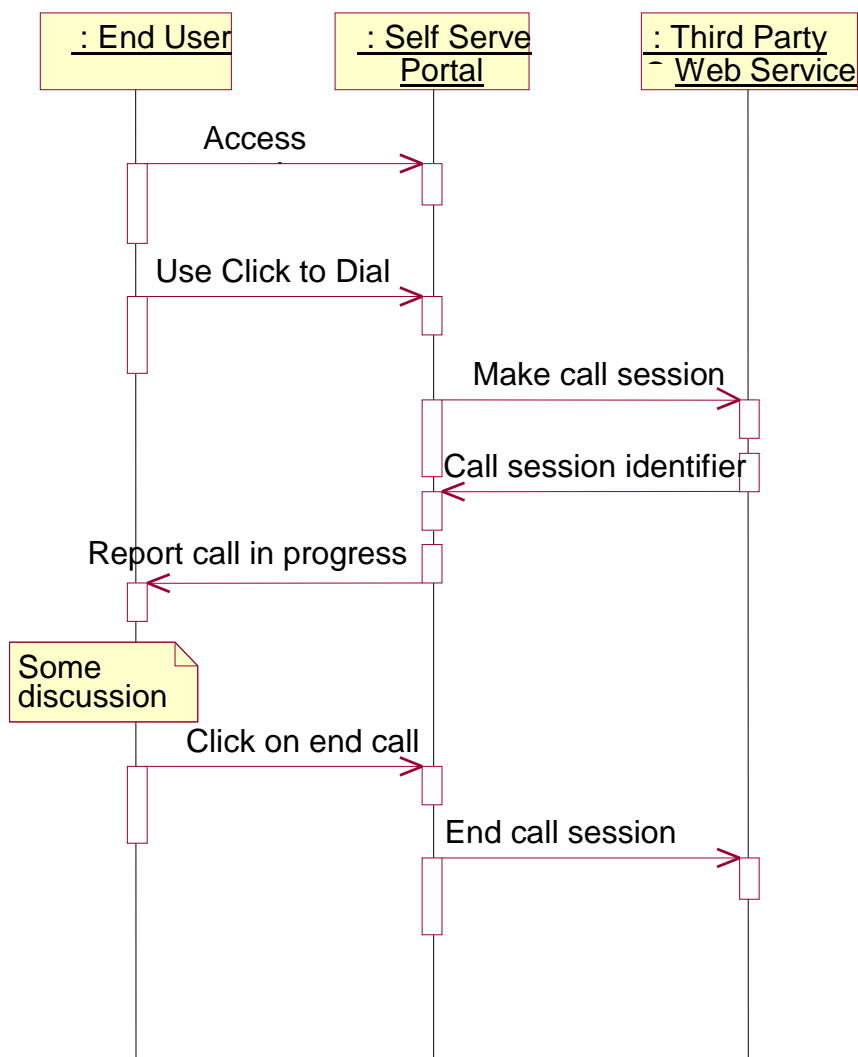 : End User
: Self Serve
Portal
: Third Party
Web Service
Access
Use Click to Dial
Make call session
Call session identifier
Report call in progress
Some
discussion
Click on end call
End call session